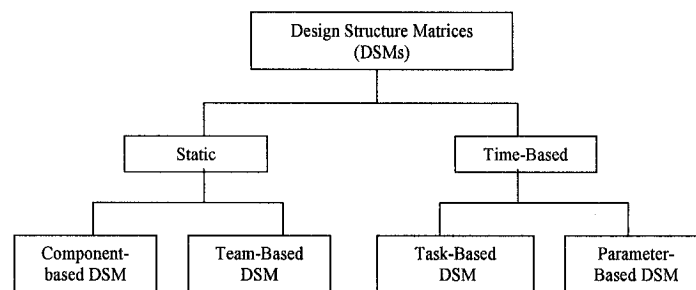 Design Structure Matrices
(DSMs)
Static
Time-Based
Component-
based DSM
Team-Based
DSM
Task-Based
DSM
Parameter-
Based DSM